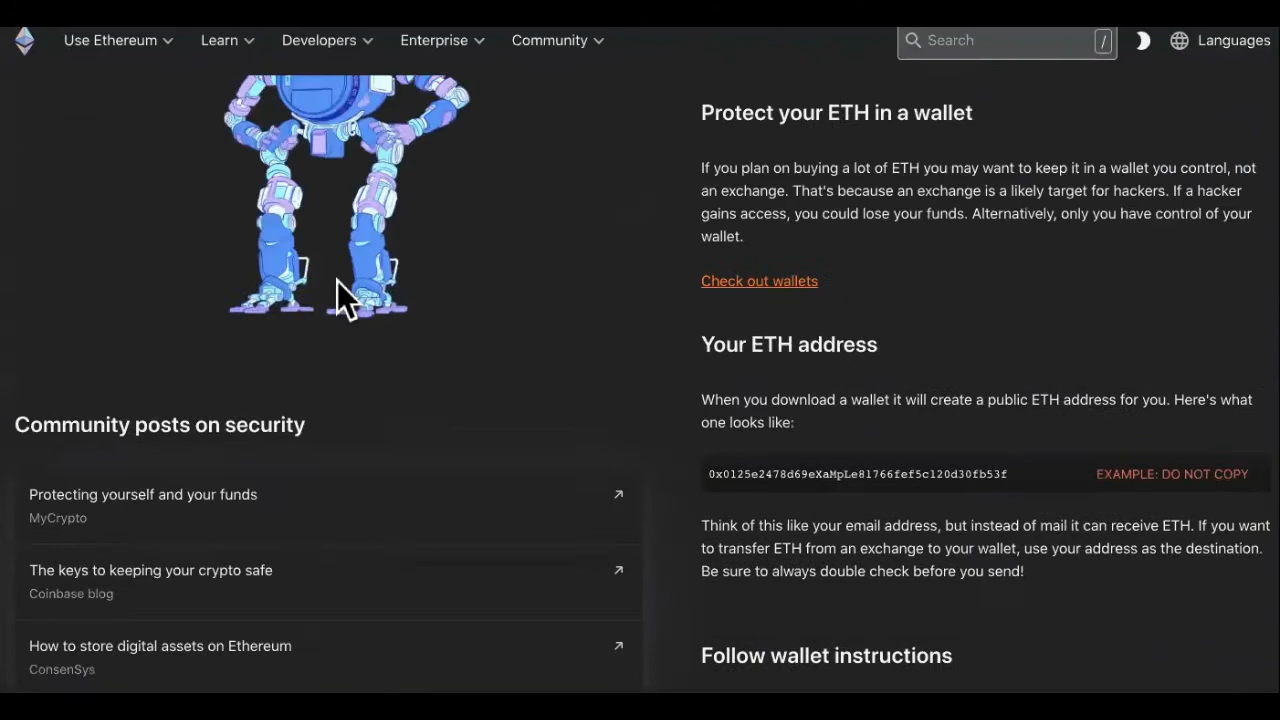 Use Ethereum
Learn
Developers
Enterprise
Community
Search
/
Languages
Protect your ETH in a wallet
If you plan on buying a lot of ETH you may want to keep it in a wallet you control, not
an exchange. That's because an exchange is a likely target for hackers. If a hacker
gains access, you could lose your funds. Alternatively, only you have control of your
wallet.
Check out wallets
Your ETH address
When you download a wallet it will create a public ETH address for you. Here's what
one looks like:
0x0125e2478d69eXaMpLe81766fef5c120d30fb53f
EXAMPLE: DO NOT COPY
Think of this like your email address, but instead of mail it can receive ETH. If you want
to transfer ETH from an exchange to your wallet, use your address as the destination.
Be sure to always double check before you send!
Follow wallet instructions
Community posts on security
Protecting yourself and your funds
MyCrypto
The keys to keeping your crypto safe
Coinbase blog
How to store digital assets on Ethereum
ConsenSys